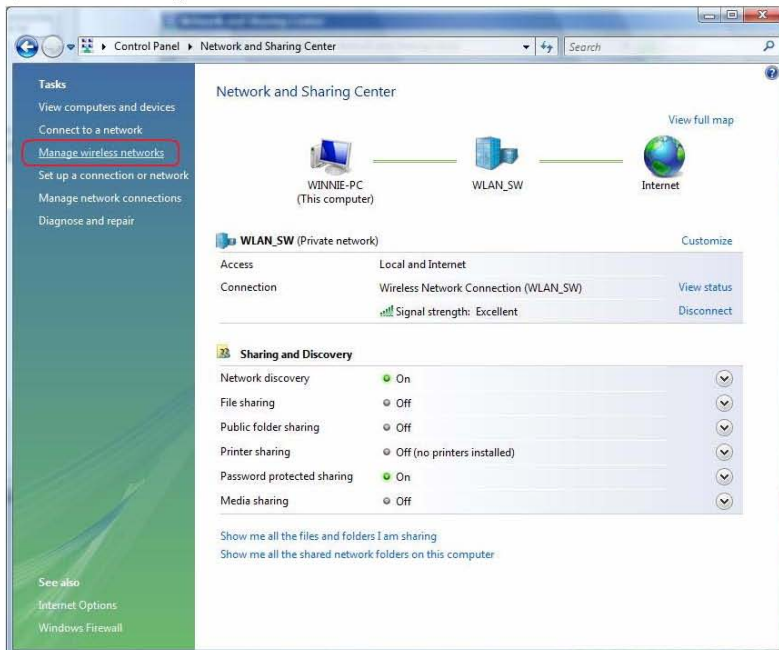 Control Panel ▸ Network and Sharing Center
Search
Tasks
View computers and devices
Connect to a network
Manage wireless networks
Set up a connection or network
Manage network connections
Diagnose and repair
See also
Internet Options
Windows Firewall
Network and Sharing Center
View full map
WINNIE-PC
(This computer)
WLAN_SW
Internet
WLAN_SW (Private network) Customize
Access Local and Internet
Connection Wireless Network Connection (WLAN_SW) View status
Signal strength: Excellent Disconnect
Sharing and Discovery
Network discovery On
File sharing Off
Public folder sharing Off
Printer sharing Off (no printers installed)
Password protected sharing On
Media sharing Off
Show me all the files and folders I am sharing
Show me all the shared network folders on this computer